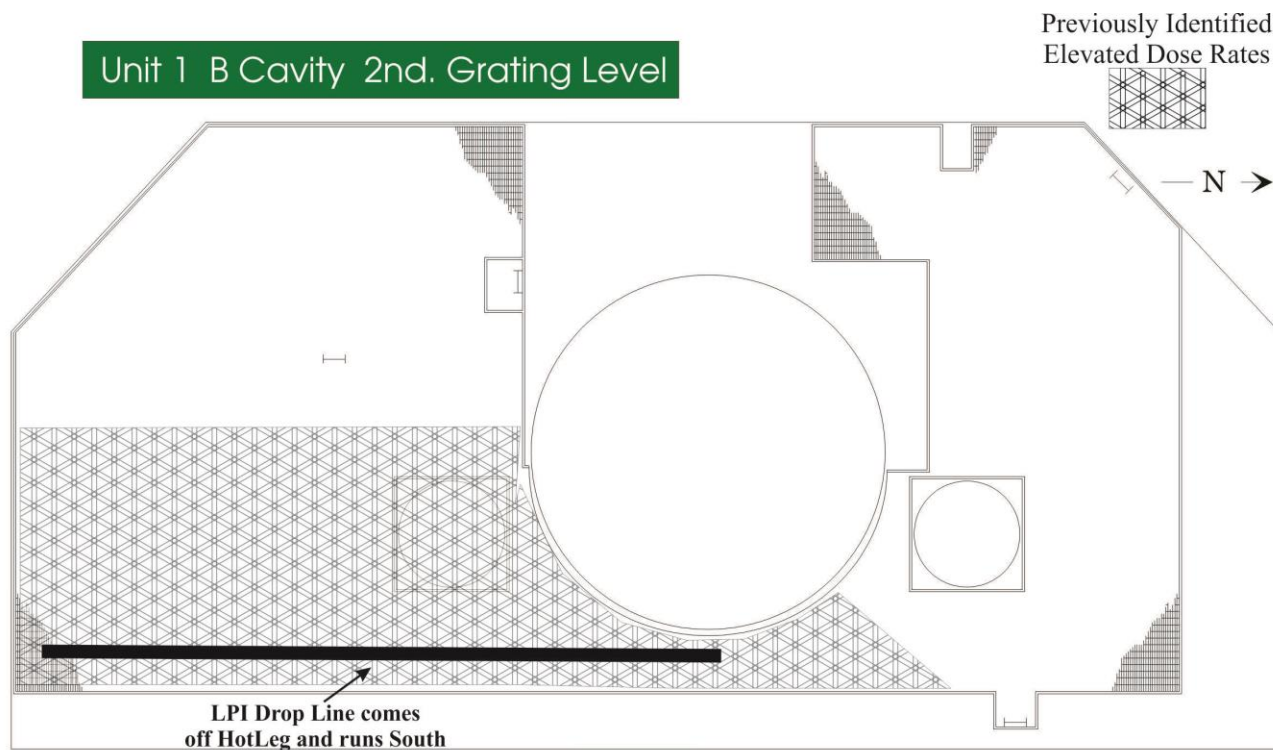 Previously Identified
Elevated Dose Rates
Unit 1 B Cavity 2nd. Grating Level
N
LPI Drop Line comes
off HotLeg and runs South